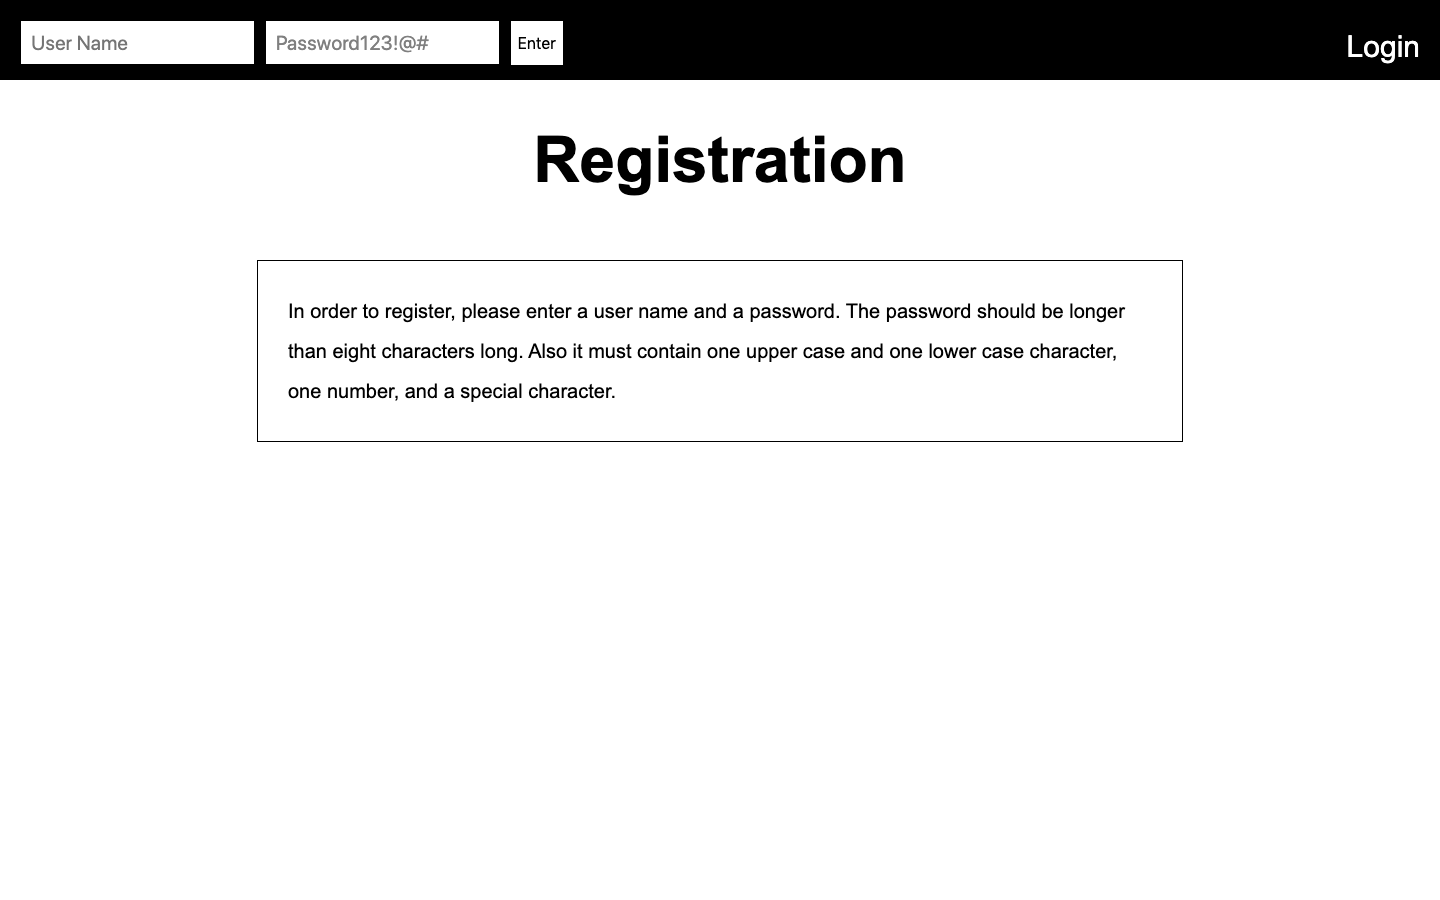 User Name Password123!@# Enter Login
Registration
In order to register, please enter a user name and a password. The password should be longer
than eight characters long. Also it must contain one upper case and one lower case character,
one number, and a special character.